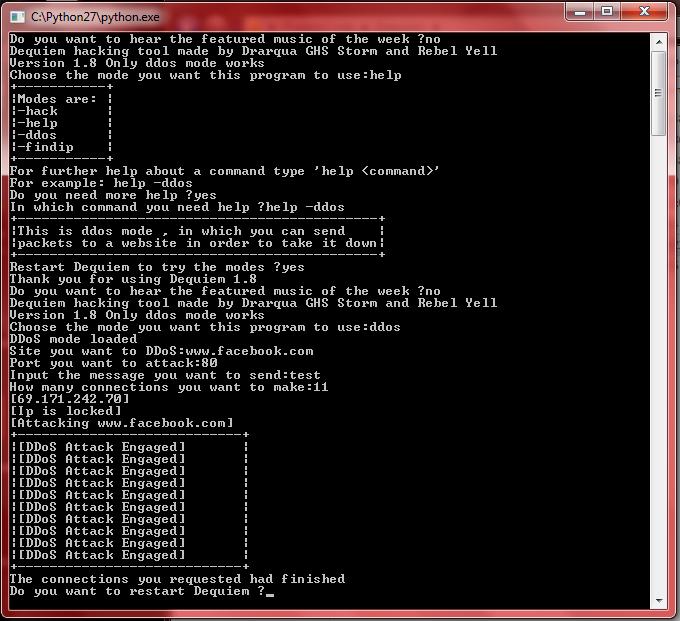 C:\Python27\python.exe
Do you want to hear the featured music of the week ?no
Dequiem hacking tool made by Drarqua GHS Storm and Rebel Yell
Version 1.8 Only ddos mode works
Choose the mode you want this program to use:help
+------------+
¦Modes are: ¦
¦-hack ¦
¦-help ¦
¦-ddos ¦
¦-findip ¦
+------------+
For further help about a command type 'help <command>'
For example: help -ddos
Do you need more help ?yes
In which command you need help ?help -ddos
+-------------------------------------------------+
¦This is ddos mode , in which you can send ¦
¦packets to a website in order to take it down¦
+-------------------------------------------------+
Restart Dequiem to try the modes ?yes
Thank you for using Dequiem 1.8
Do you want to hear the featured music of the week ?no
Dequiem hacking tool made by Drarqua GHS Storm and Rebel Yell
Version 1.8 Only ddos mode works
Choose the mode you want this program to use:ddos
DDoS mode loaded
Site you want to DDoS:www.facebook.com
Port you want to attack:80
Input the message you want to send:test
How many connections you want to make:11
[69.171.242.70]
[Ip is locked]
[Attacking www.facebook.com]
+------------------------------+
¦[DDoS Attack Engaged] ¦
¦[DDoS Attack Engaged] ¦
¦[DDoS Attack Engaged] ¦
¦[DDoS Attack Engaged] ¦
¦[DDoS Attack Engaged] ¦
¦[DDoS Attack Engaged] ¦
¦[DDoS Attack Engaged] ¦
¦[DDoS Attack Engaged] ¦
¦[DDoS Attack Engaged] ¦
¦[DDoS Attack Engaged] ¦
+------------------------------+
The connections you requested had finished
Do you want to restart Dequiem ?_